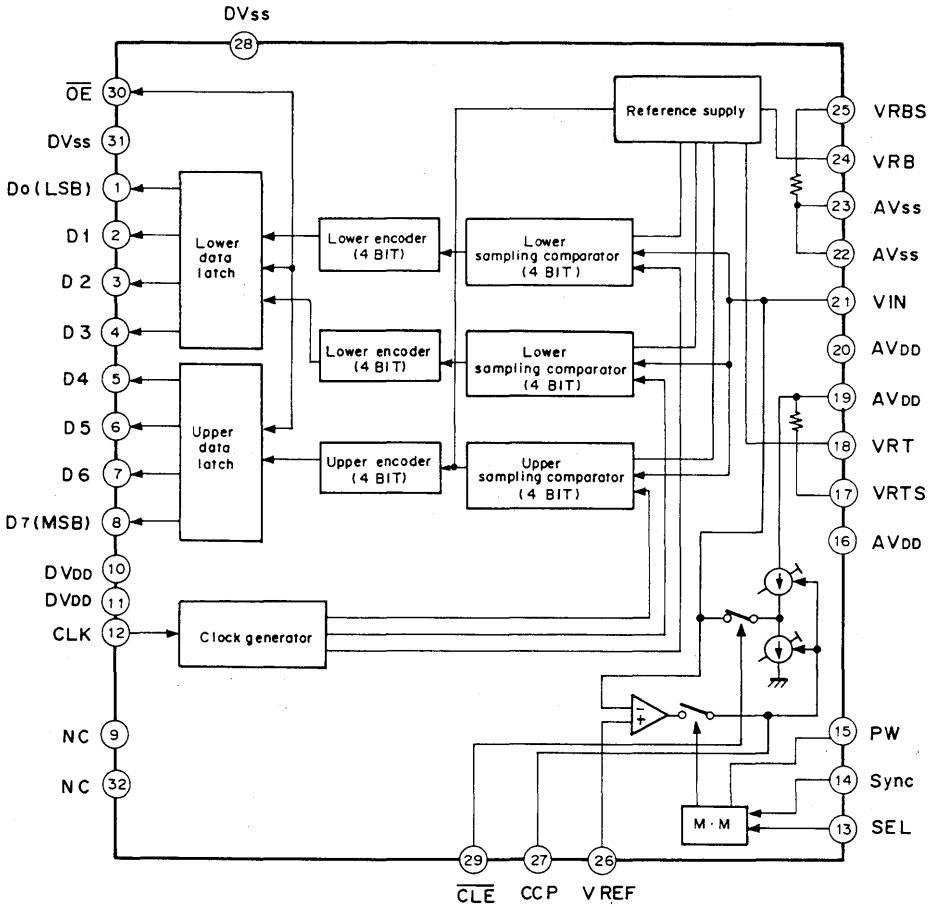 DVss
28
OE
30
DVss
31
Do (LSB)
1
D1
2
D2
3
D3
4
D4
5
D5
6
D6
7
D7(MSB)
8
DVDD
10
DVDD
11
CLK
12
NC
9
NC
32
Lower
data
latch
Upper
data
latch
Clock generator
Lower encoder
(4 BIT)
Lower encoder
(4 BIT)
Upper encoder
(4 BIT)
Reference supply
Lower
sampling comparator
(4 BIT)
Lower
sampling comparator
(4 BIT)
Upper
sampling comparator
(4 BIT)
25
VRBS
24
VRB
23
AVss
22
AVss
21
VIN
20
AVDD
19
AVDD
18
VRT
17
VRTS
16
AVDD
15
PW
14
Sync
13
SEL
-
+
M·M
29
27
26
CLE
CCP
VREF